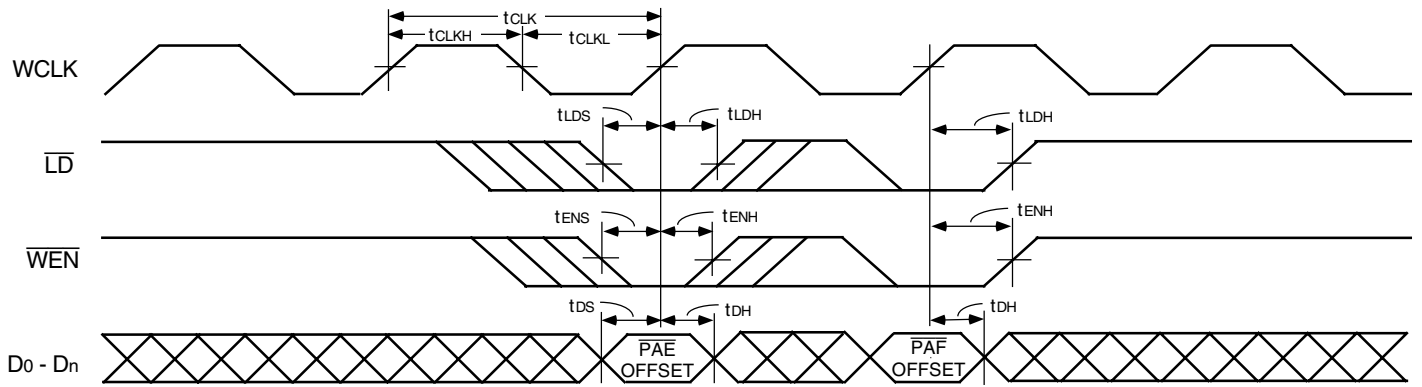 tCLK
tCLKH
tCLKL
WCLK
tLDS
tLDH
tLDH
LD
tENS
tENH
tENH
WEN
tDS
tDH
tDH
D0 - Dn
PAE
OFFSET
PAF
OFFSET